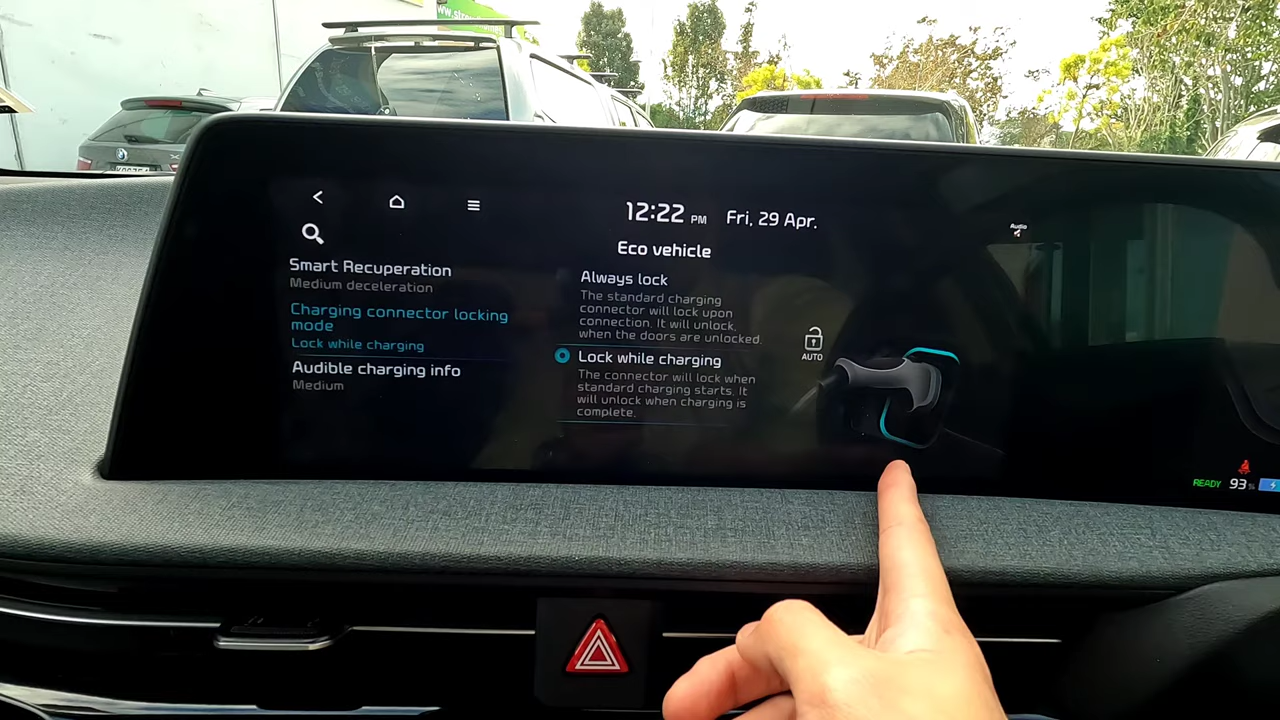 12:22 PM Fri, 29 Apr.
Audio
Eco vehicle
Smart Recuperation
Medium deceleration
Charging connector locking
mode
Lock while charging
Audible charging info
Medium
Always lock
The standard charging
connector will lock upon
connection. It will unlock,
when the doors are unlocked.
Lock while charging
The connector will lock when
standard charging starts. It
will unlock when charging is
complete.
AUTO
READY 93%